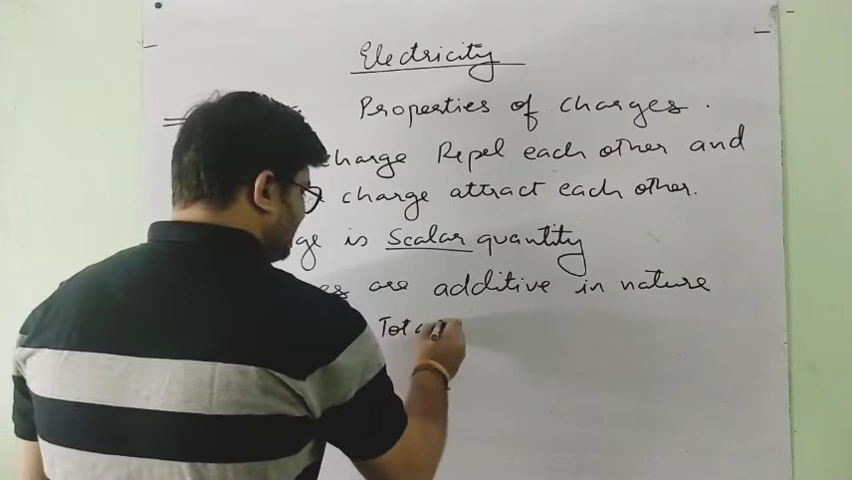 Electricity
Properties of charges.
charge Repel each other and
charge attract each other.
is Scalar quantity
are additive in nature